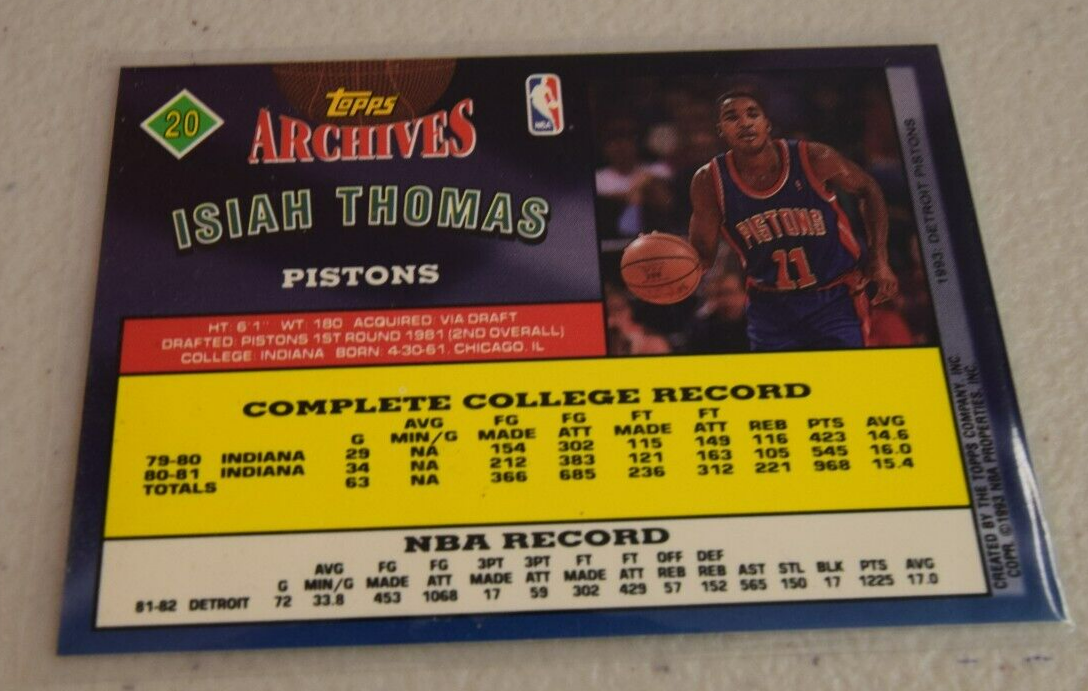 20
TOPPS
ARCHIVES
NBA
ISIAH THOMAS
PISTONS
PISTONS
11
1993: DETROIT PISTONS
HT: 6'1" WT: 180 ACQUIRED: VIA DRAFT
DRAFTED: PISTONS 1ST ROUND 1981 (2ND OVERALL)
COLLEGE: INDIANA BORN: 4-30-61, CHICAGO, IL
COMPLETE COLLEGE RECORD
G AVG MIN/G FG MADE FG ATT FT MADE FT ATT REB PTS AVG
79-80 INDIANA 29 NA 154 302 115 149 116 423 14.6
80-81 INDIANA 34 NA 212 383 121 163 105 545 16.0
TOTALS 63 NA 366 685 236 312 221 968 15.4
NBA RECORD
G AVG MIN/G FG MADE FG ATT 3PT MADE 3PT ATT FT MADE FT ATT OFF REB DEF REB AST STL BLK PTS AVG
81-82 DETROIT 72 33.8 453 1068 17 59 302 429 57 152 565 150 17 1225 17.0
CREATED BY THE TOPPS COMPANY, INC.
COPR. ©1993 NBA PROPERTIES, INC.